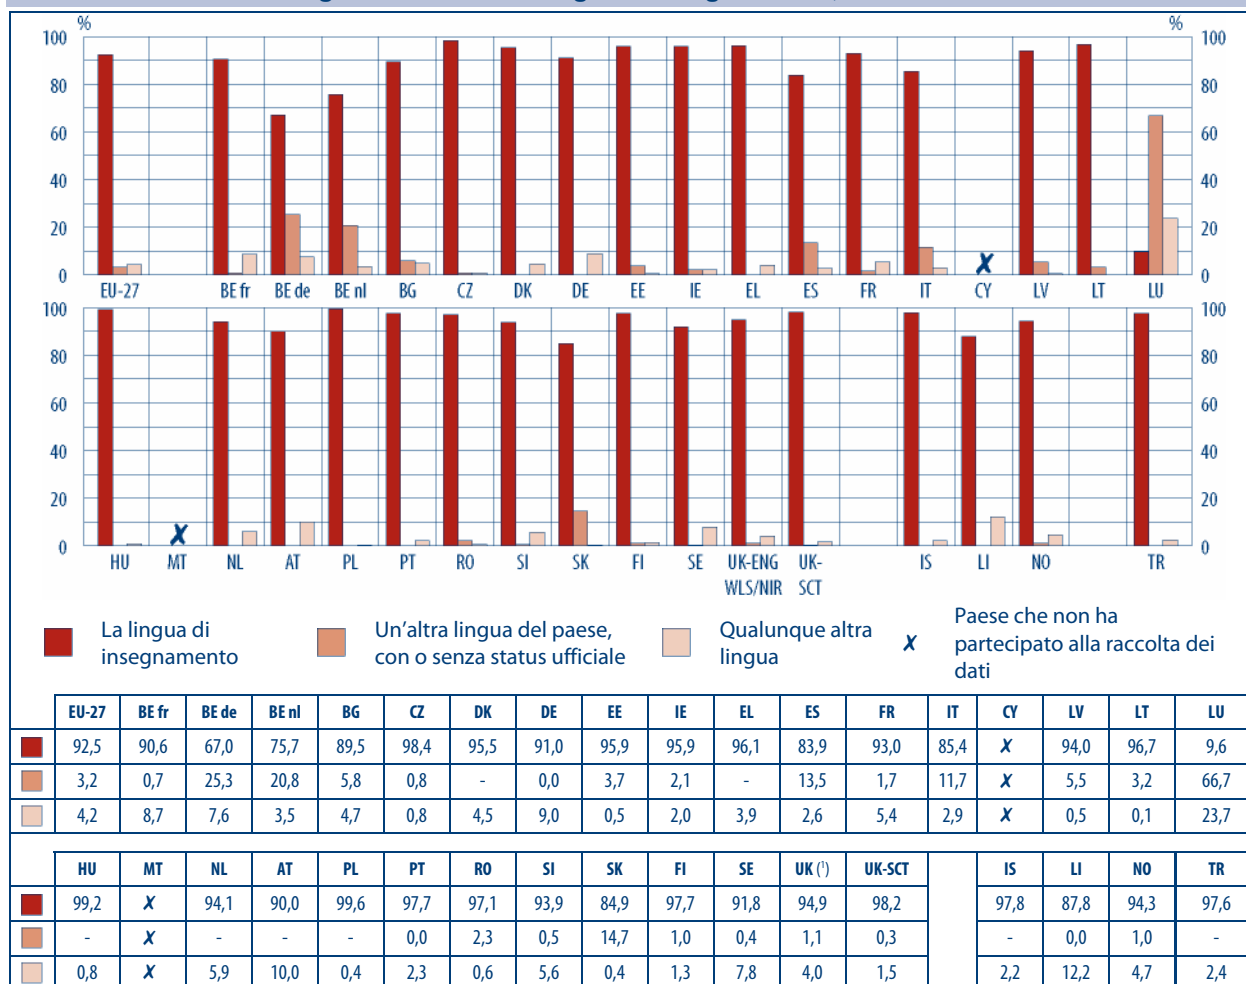 %
%
100
100
80
80
60
60
40
40
20
20
0
0
EU-27 BE fr BE de BE nl BG CZ DK DE EE IE EL ES FR IT CY LV LT LU
100
100
80
80
60
60
40
40
20
20
0
0
HU MT NL AT PL PT RO SI SK FI SE UK-ENG UK- IS LI NO TR
WLS/NIR SCT
La lingua di
insegnamento
Un'altra lingua del paese,
con o senza status ufficiale
Qualunque altra
lingua
✗ Paese che non ha
partecipato alla raccolta dei
dati
EU-27 BE fr BE de BE nl BG CZ DK DE EE IE EL ES FR IT CY LV LT LU
92,5 90,6 67,0 75,7 89,5 98,4 95,5 91,0 95,9 95,9 96,1 83,9 93,0 85,4 ✗ 94,0 96,7 9,6
3,2 0,7 25,3 20,8 5,8 0,8 - 0,0 3,7 2,1 - 13,5 1,7 11,7 ✗ 5,5 3,2 66,7
4,2 8,7 7,6 3,5 4,7 0,8 4,5 9,0 0,5 2,0 3,9 2,6 5,4 2,9 ✗ 0,5 0,1 23,7
HU MT NL AT PL PT RO SI SK FI SE UK (¹) UK-SCT IS LI NO TR
99,2 ✗ 94,1 90,0 99,6 97,7 97,1 93,9 84,9 97,7 91,8 94,9 98,2 97,8 87,8 94,3 97,6
- ✗ - - - 0,0 2,3 0,5 14,7 1,0 0,4 1,1 0,3 - 0,0 1,0 -
0,8 ✗ 5,9 10,0 0,4 2,3 0,6 5,6 0,4 1,3 7,8 4,0 1,5 2,2 12,2 4,7 2,4